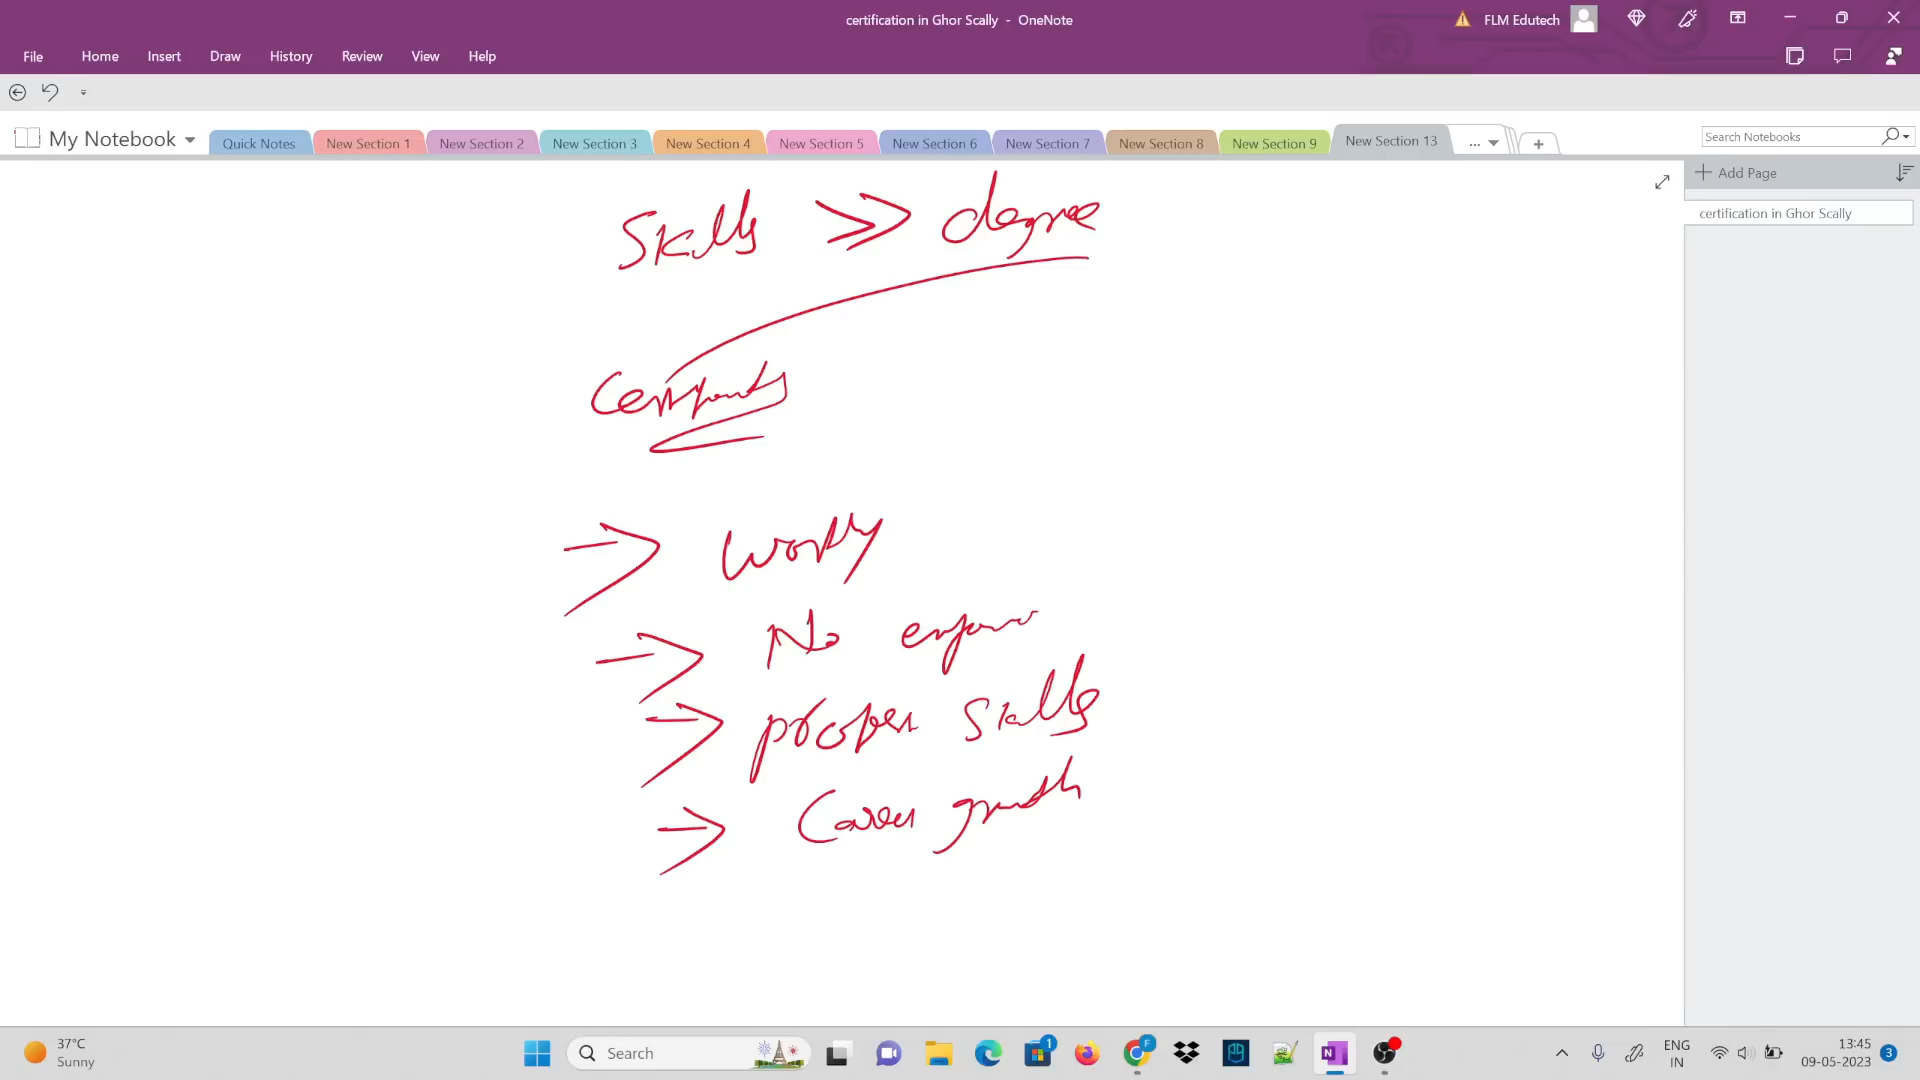 certification in Ghor Scally - OneNote
FLM Edutech
File Home Insert Draw History Review View Help
My Notebook Quick Notes New Section 1 New Section 2 New Section 3 New Section 4 New Section 5 New Section 6 New Section 7 New Section 8 New Section 9 New Section 13 ... +
Search Notebooks
Add Page
certification in Ghor Scally
Skills >> degree
No
proper skills
Career growth
37°C
Sunny
Search
1
F
N
ENG
IN
13:45
09-05-2023
3